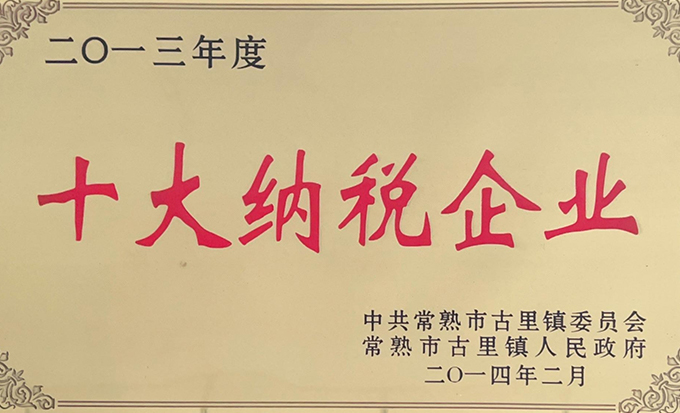 二〇一三年度
十大纳税企业
中共常熟市古里镇委员会
常熟市古里镇人民政府
二〇一四年二月